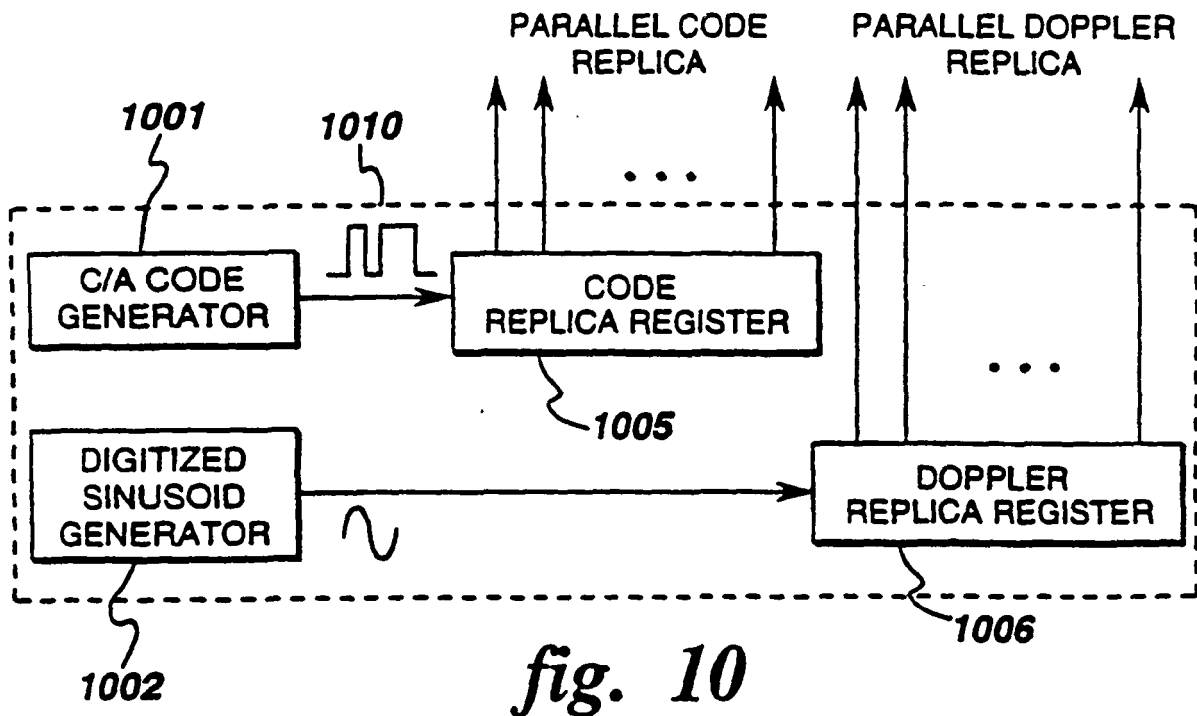 PARALLEL CODE
REPLICA
PARALLEL DOPPLER
REPLICA
1001
1010
C/A CODE
GENERATOR
CODE
REPLICA REGISTER
1005
DIGITIZED
SINUSOID
GENERATOR
DOPPLER
REPLICA REGISTER
1002
1006
fig. 10